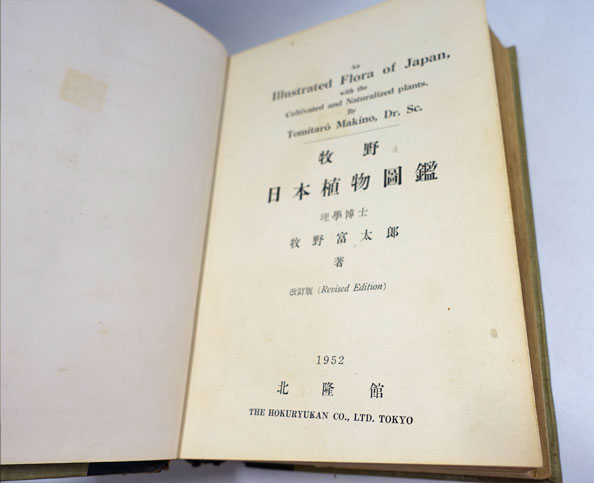 An
Illustrated Flora of Japan,
with the
Cultivated and Naturalized plants.
By
Tomitarô Makino, Dr. Sc.
牧野
日本植物圖鑑
理學博士
牧野富太郎
著
改訂版 (Revised Edition)
1952
北隆館
THE HOKURYUKAN CO., LTD. TOKYO